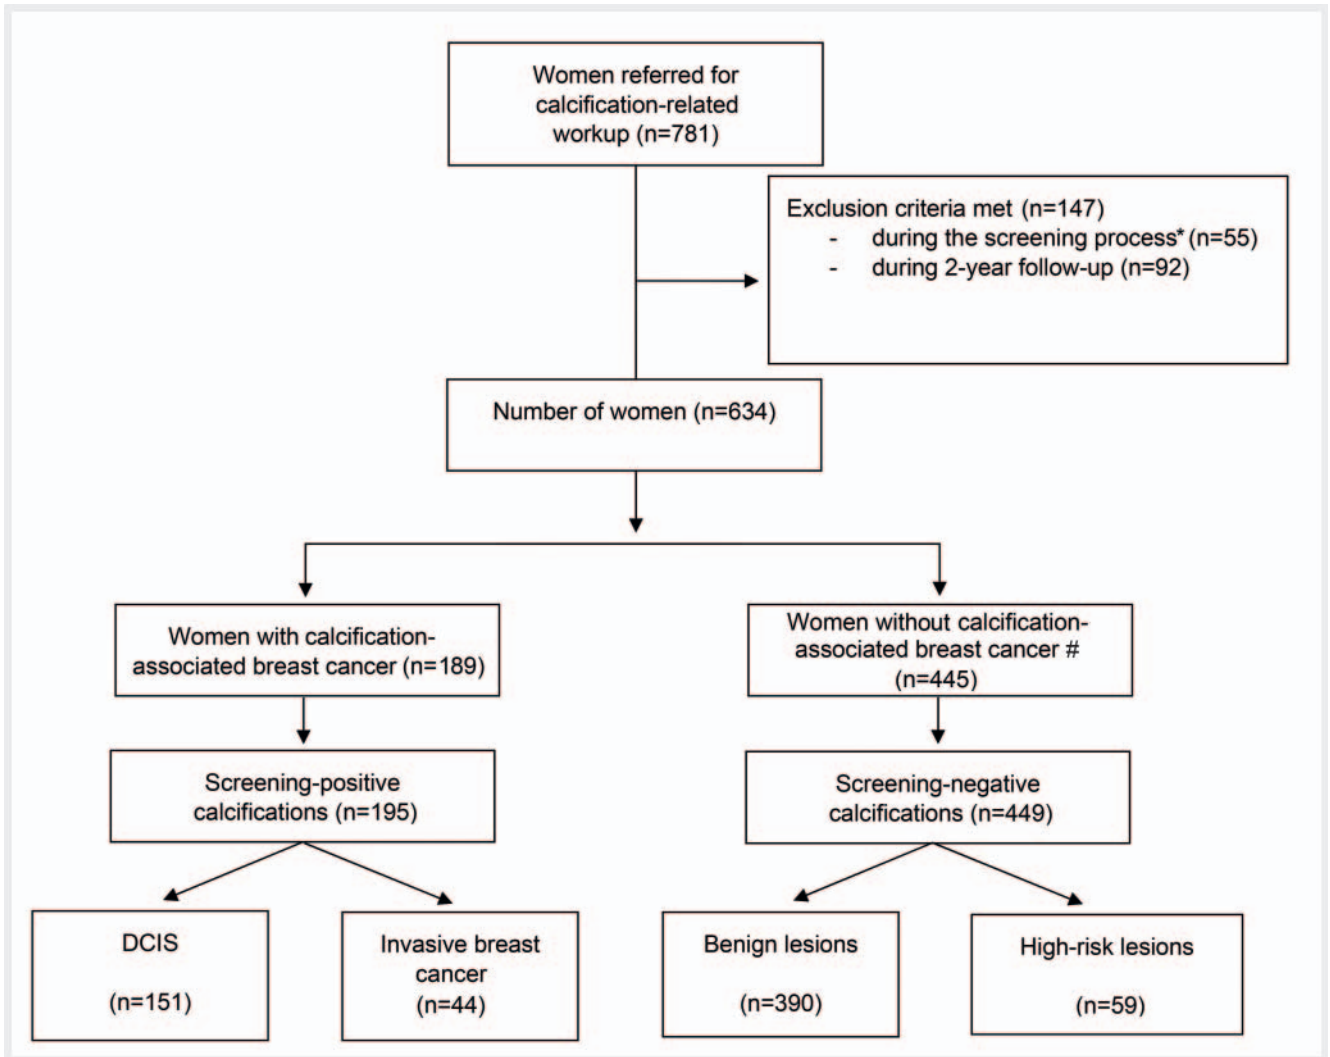 Women referred for
calcification-related
workup (n=781)
Exclusion criteria met (n=147)
- during the screening process* (n=55)
- during 2-year follow-up (n=92)
Number of women (n=634)
Women with calcification-
associated breast cancer (n=189)
Women without calcification-
associated breast cancer #
(n=445)
Screening-positive
calcifications (n=195)
Screening-negative
calcifications (n=449)
DCIS
(n=151)
Invasive breast
cancer
(n=44)
Benign lesions
(n=390)
High-risk lesions
(n=59)